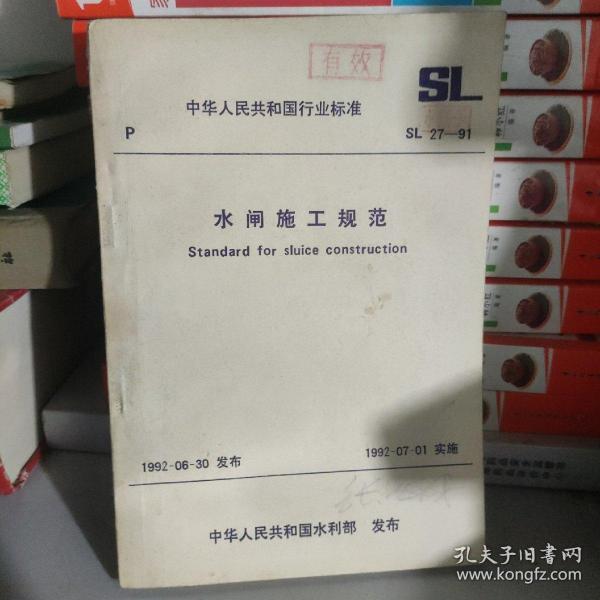 有效
SL
中华人民共和国行业标准
P
SL 27—91
水闸施工规范
Standard for sluice construction
1992-06-30 发布
1992-07-01 实施
中华人民共和国水利部 发布
孔夫子旧书网
www.kongfz.com